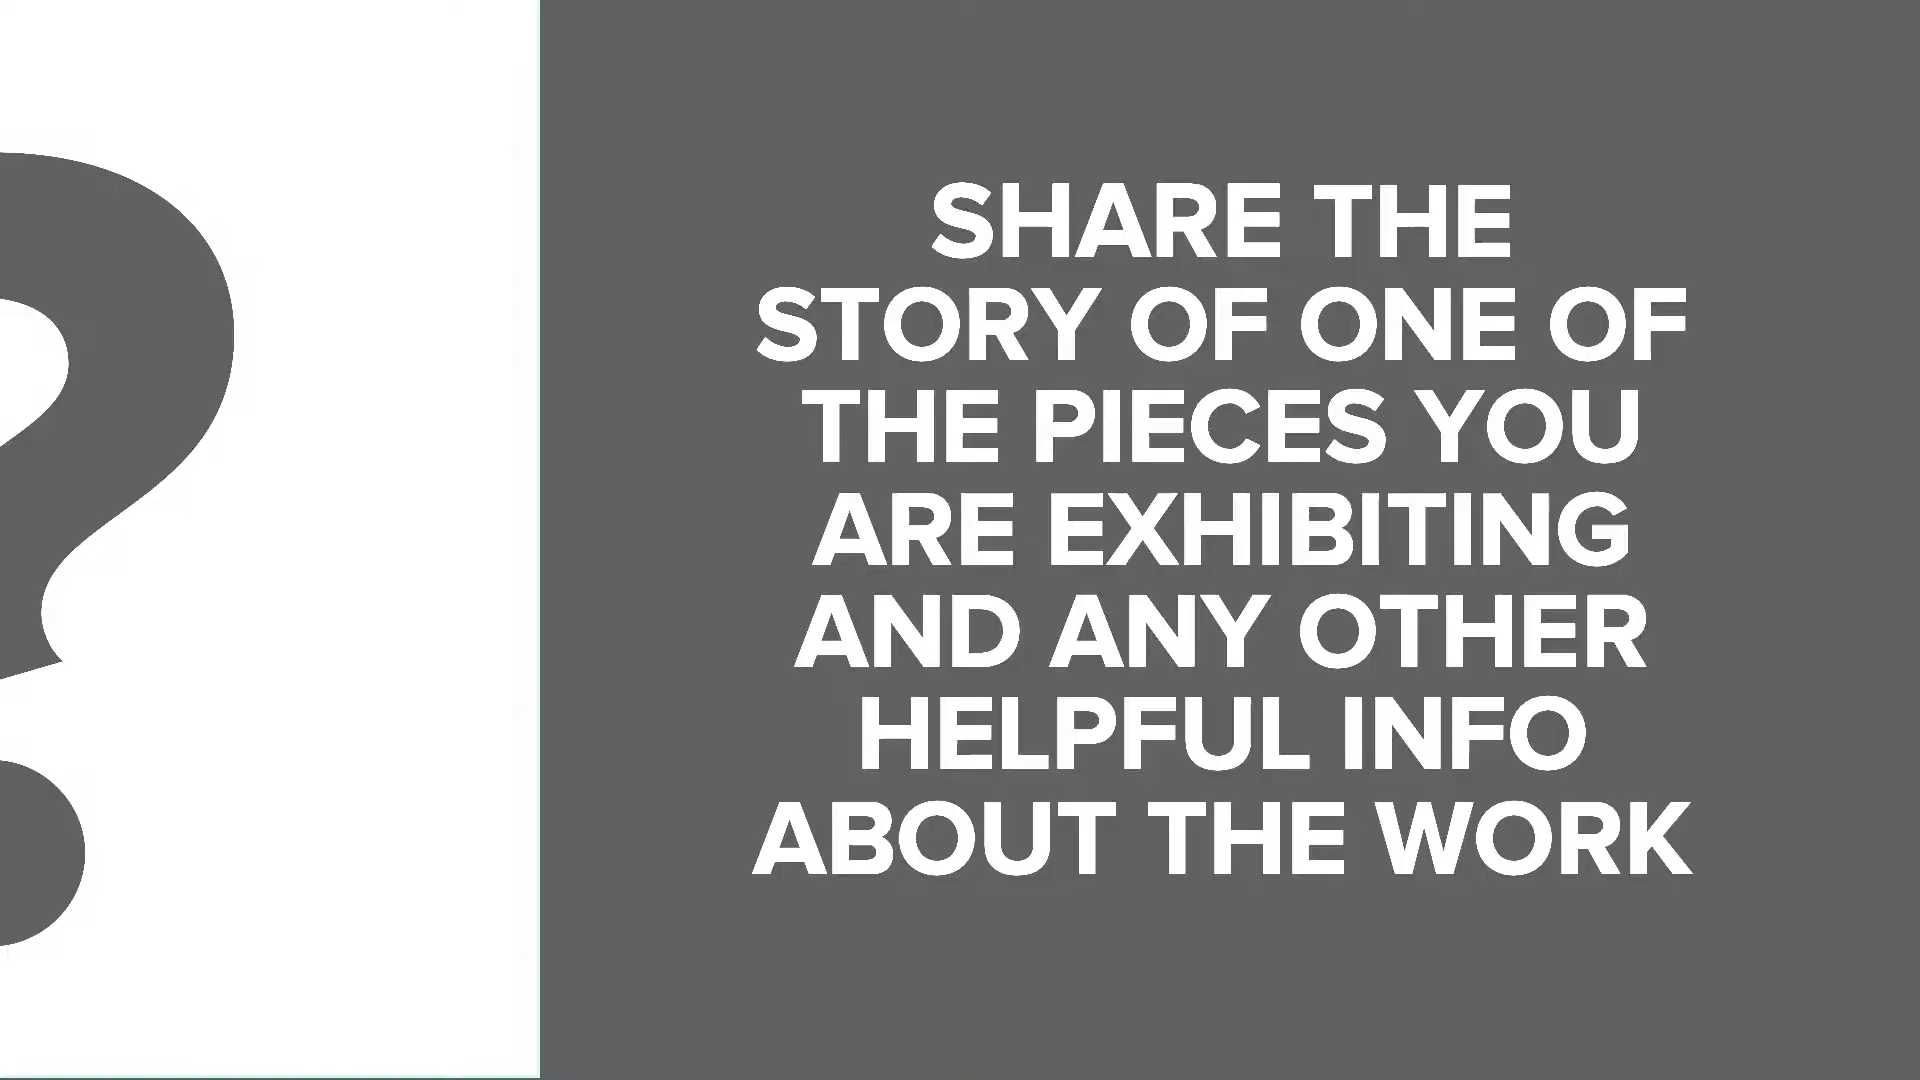 ?
SHARE THE
STORY OF ONE OF
THE PIECES YOU
ARE EXHIBITING
AND ANY OTHER
HELPFUL INFO
ABOUT THE WORK